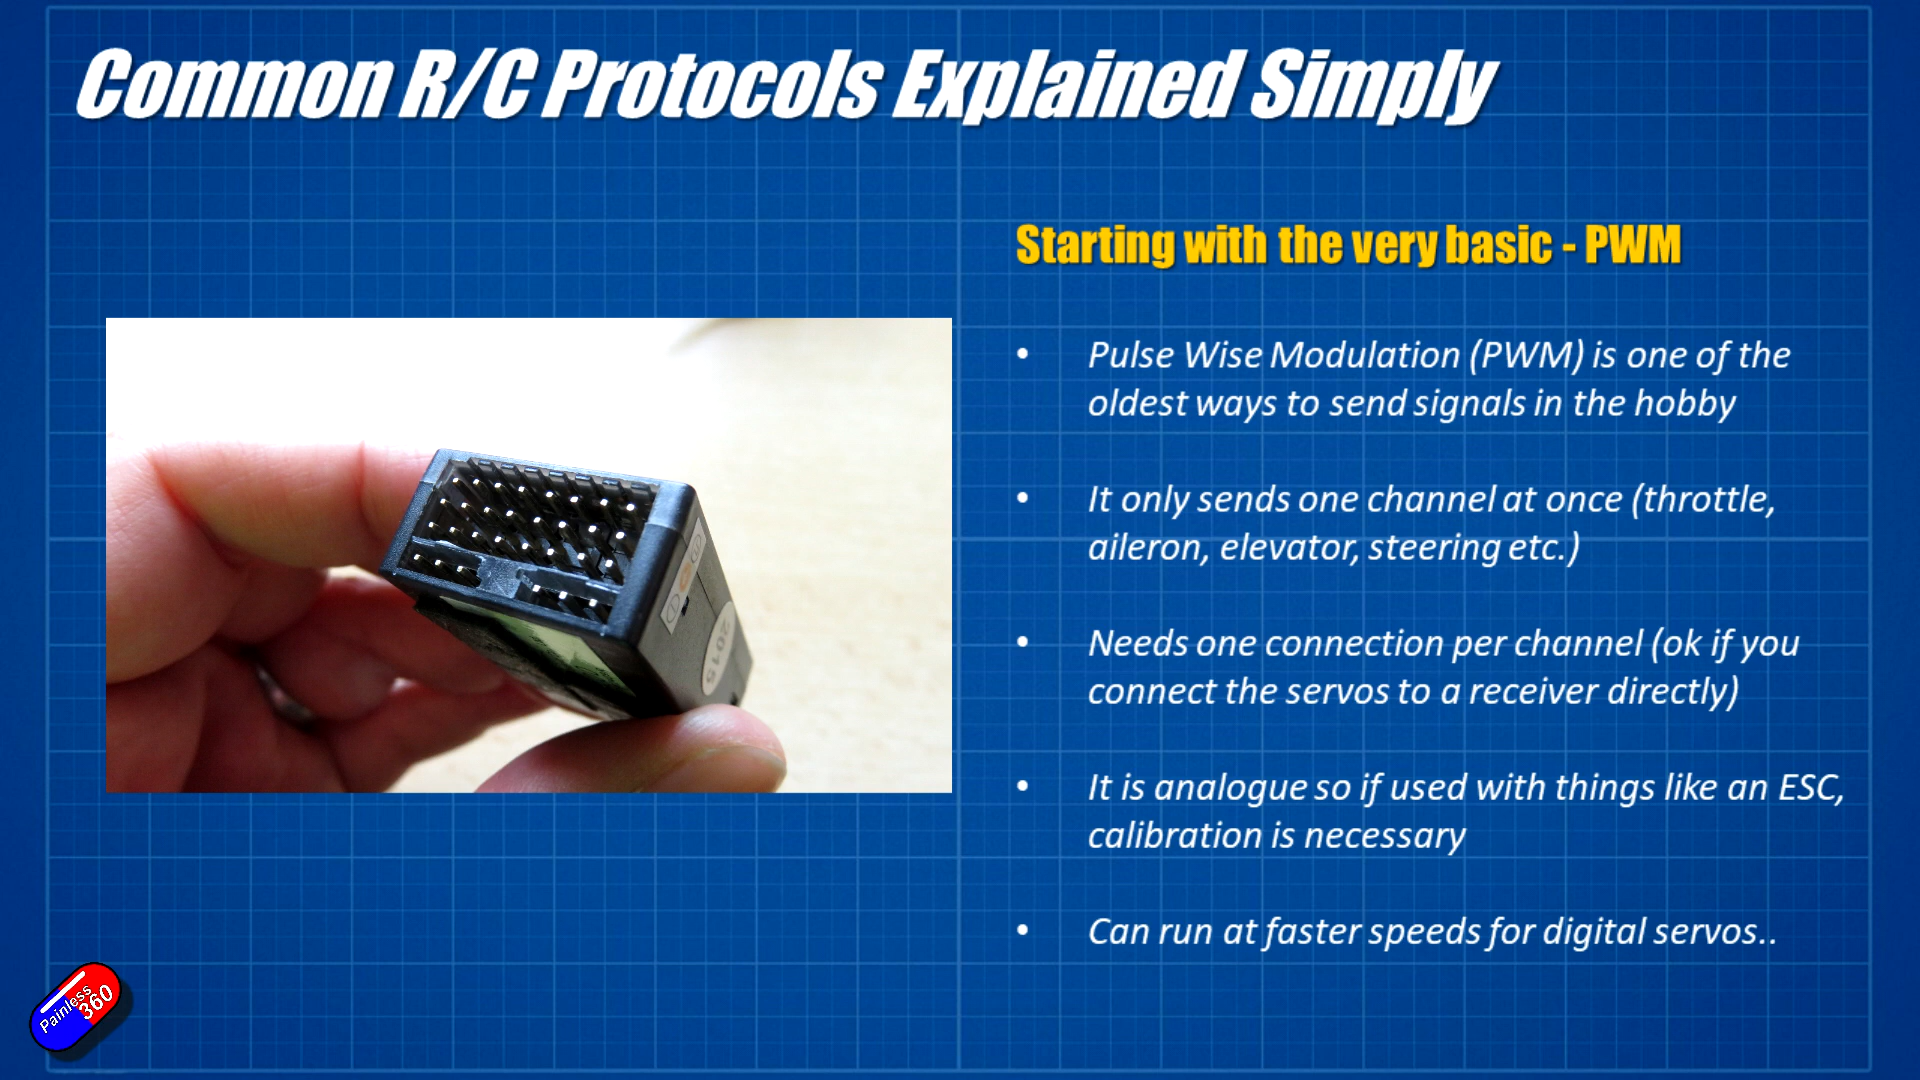 Common R/C Protocols Explained Simply
Starting with the very basic - PWM
• Pulse Wise Modulation (PWM) is one of the
oldest ways to send signals in the hobby
• It only sends one channel at once (throttle,
aileron, elevator, steering etc.)
• Needs one connection per channel (ok if you
connect the servos to a receiver directly)
• It is analogue so if used with things like an ESC,
calibration is necessary
• Can run at faster speeds for digital servos..
2015
Painless
360